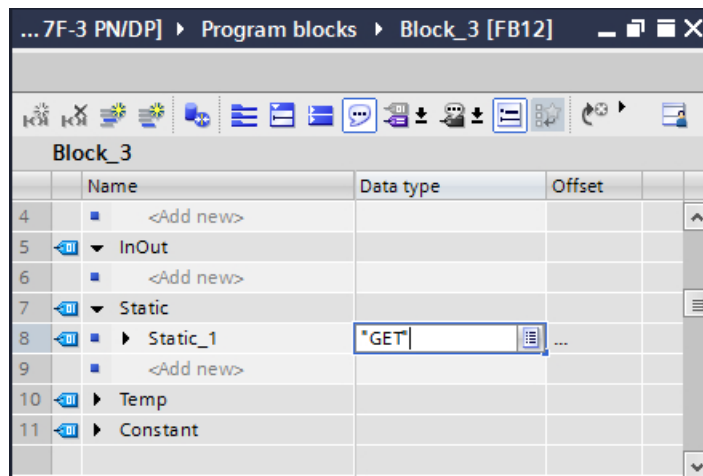 ...7F-3 PN/DP] ▸ Program blocks ▸ Block_3 [FB12]
Block_3
Name Data type Offset
4 <Add new>
5 InOut
6 <Add new>
7 Static
8 Static_1 "GET" ...
9 <Add new>
10 Temp
11 Constant